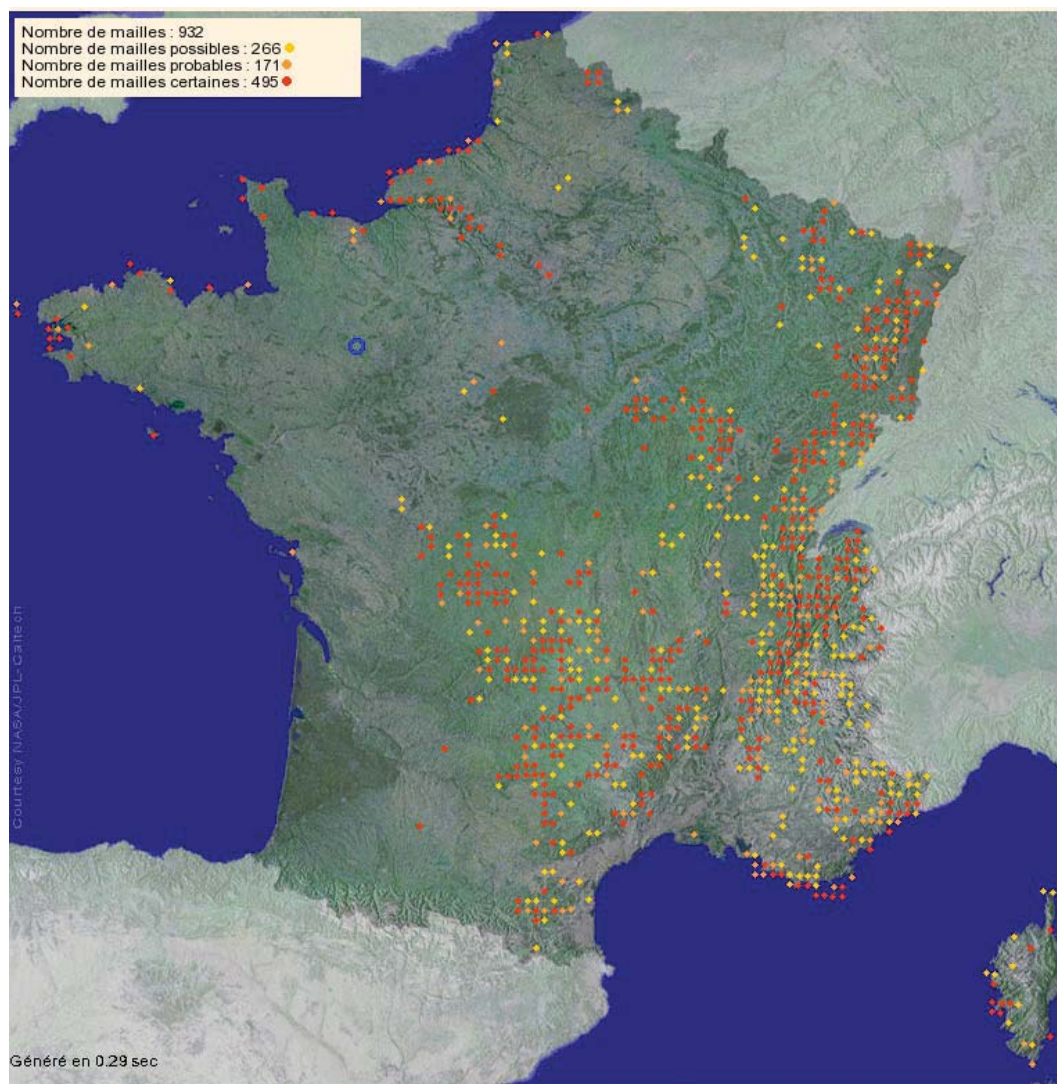 Nombre de mailles : 932
Nombre de mailles possibles : 266
Nombre de mailles probables : 171
Nombre de mailles certaines : 495
Courtesy NASA/JPL-Caltech
Généré en 0.29 sec